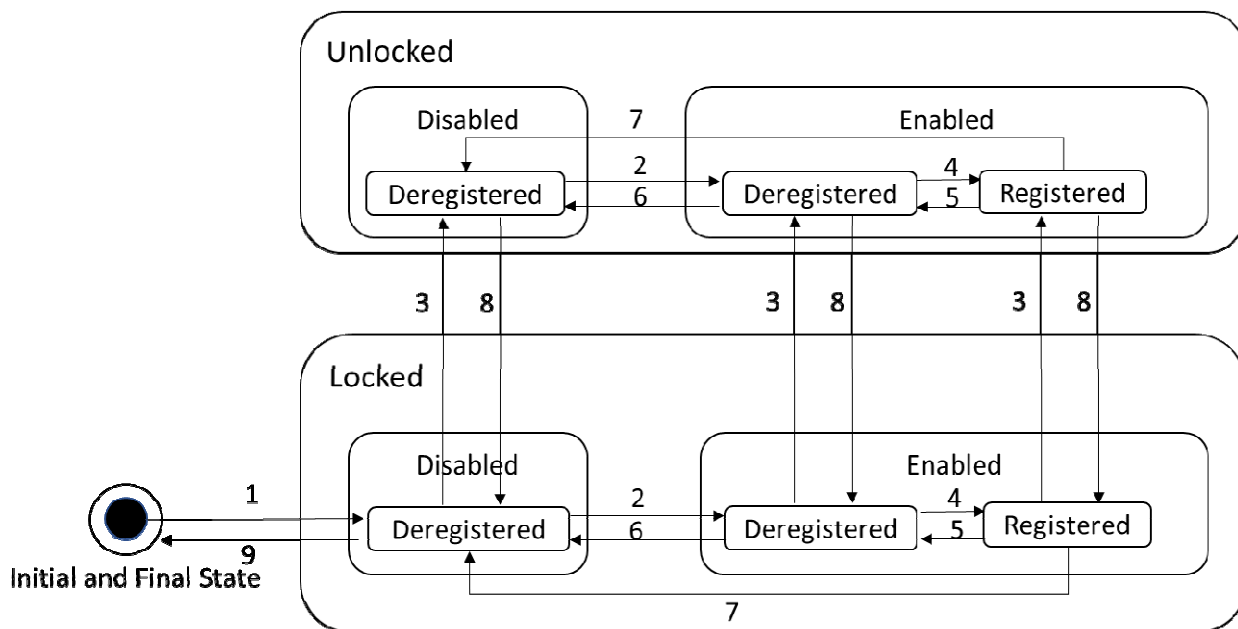 Unlocked
Disabled
7
Enabled
Deregistered
2
6
Deregistered
4
5
Registered
3
8
3
8
3
8
Locked
Disabled
Enabled
1
9
Initial and Final State
Deregistered
2
6
Deregistered
4
5
Registered
7